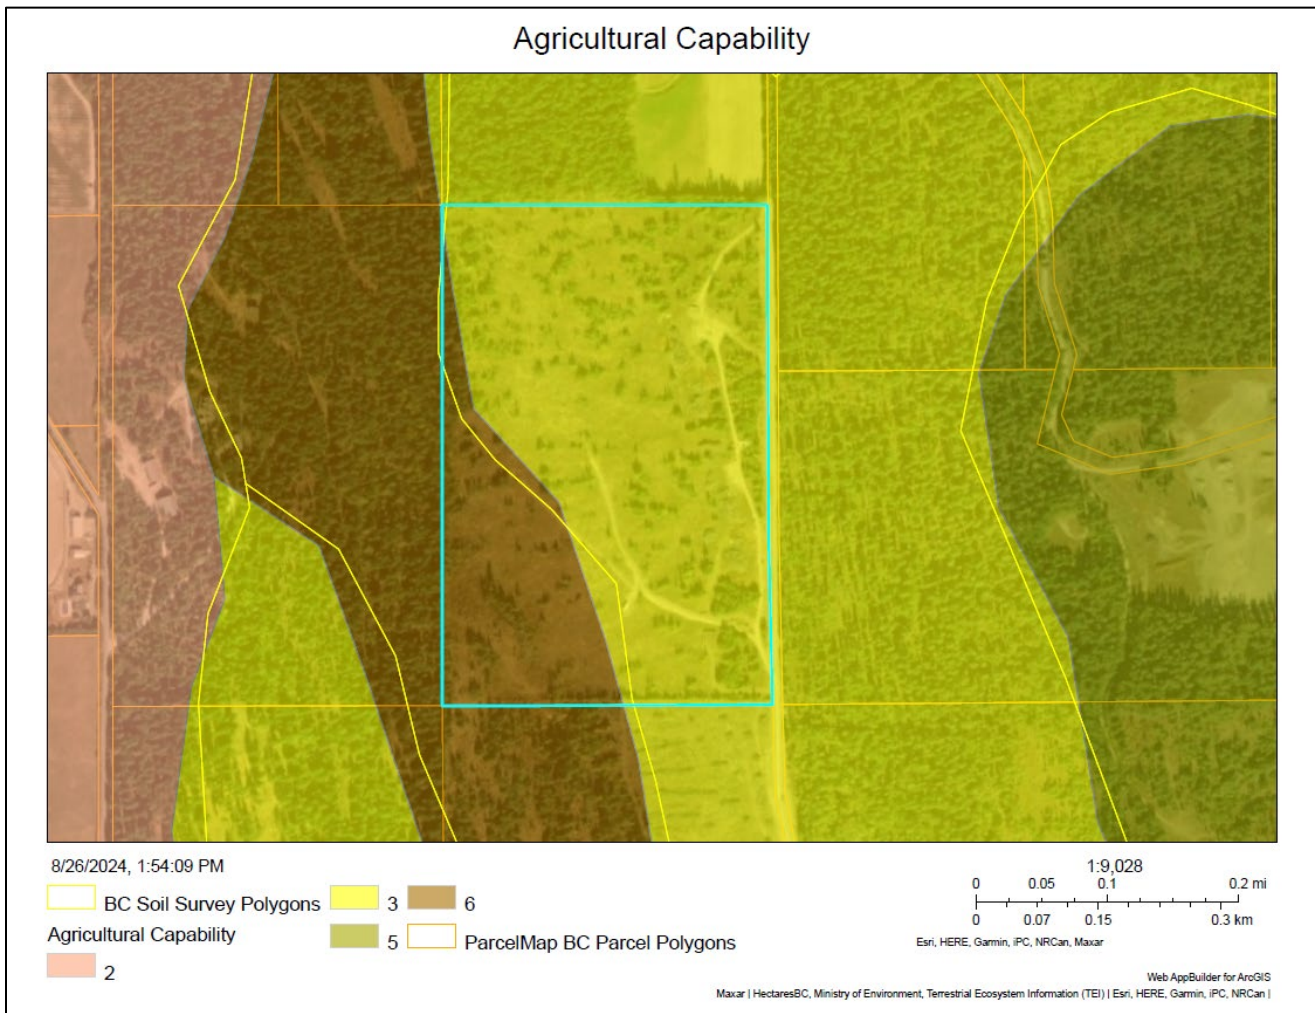 Agricultural Capability
8/26/2024, 1:54:09 PM
BC Soil Survey Polygons
Agricultural Capability
2
3
5
6
ParcelMap BC Parcel Polygons
1:9,028
0 0.05 0.1 0.2 mi
0 0.07 0.15 0.3 km
Esri, HERE, Garmin, iPC, NRCan, Maxar
Web AppBuilder for ArcGIS
Maxar | HectaresBC, Ministry of Environment, Terrestrial Ecosystem Information (TEI) | Esri, HERE, Garmin, iPC, NRCan |